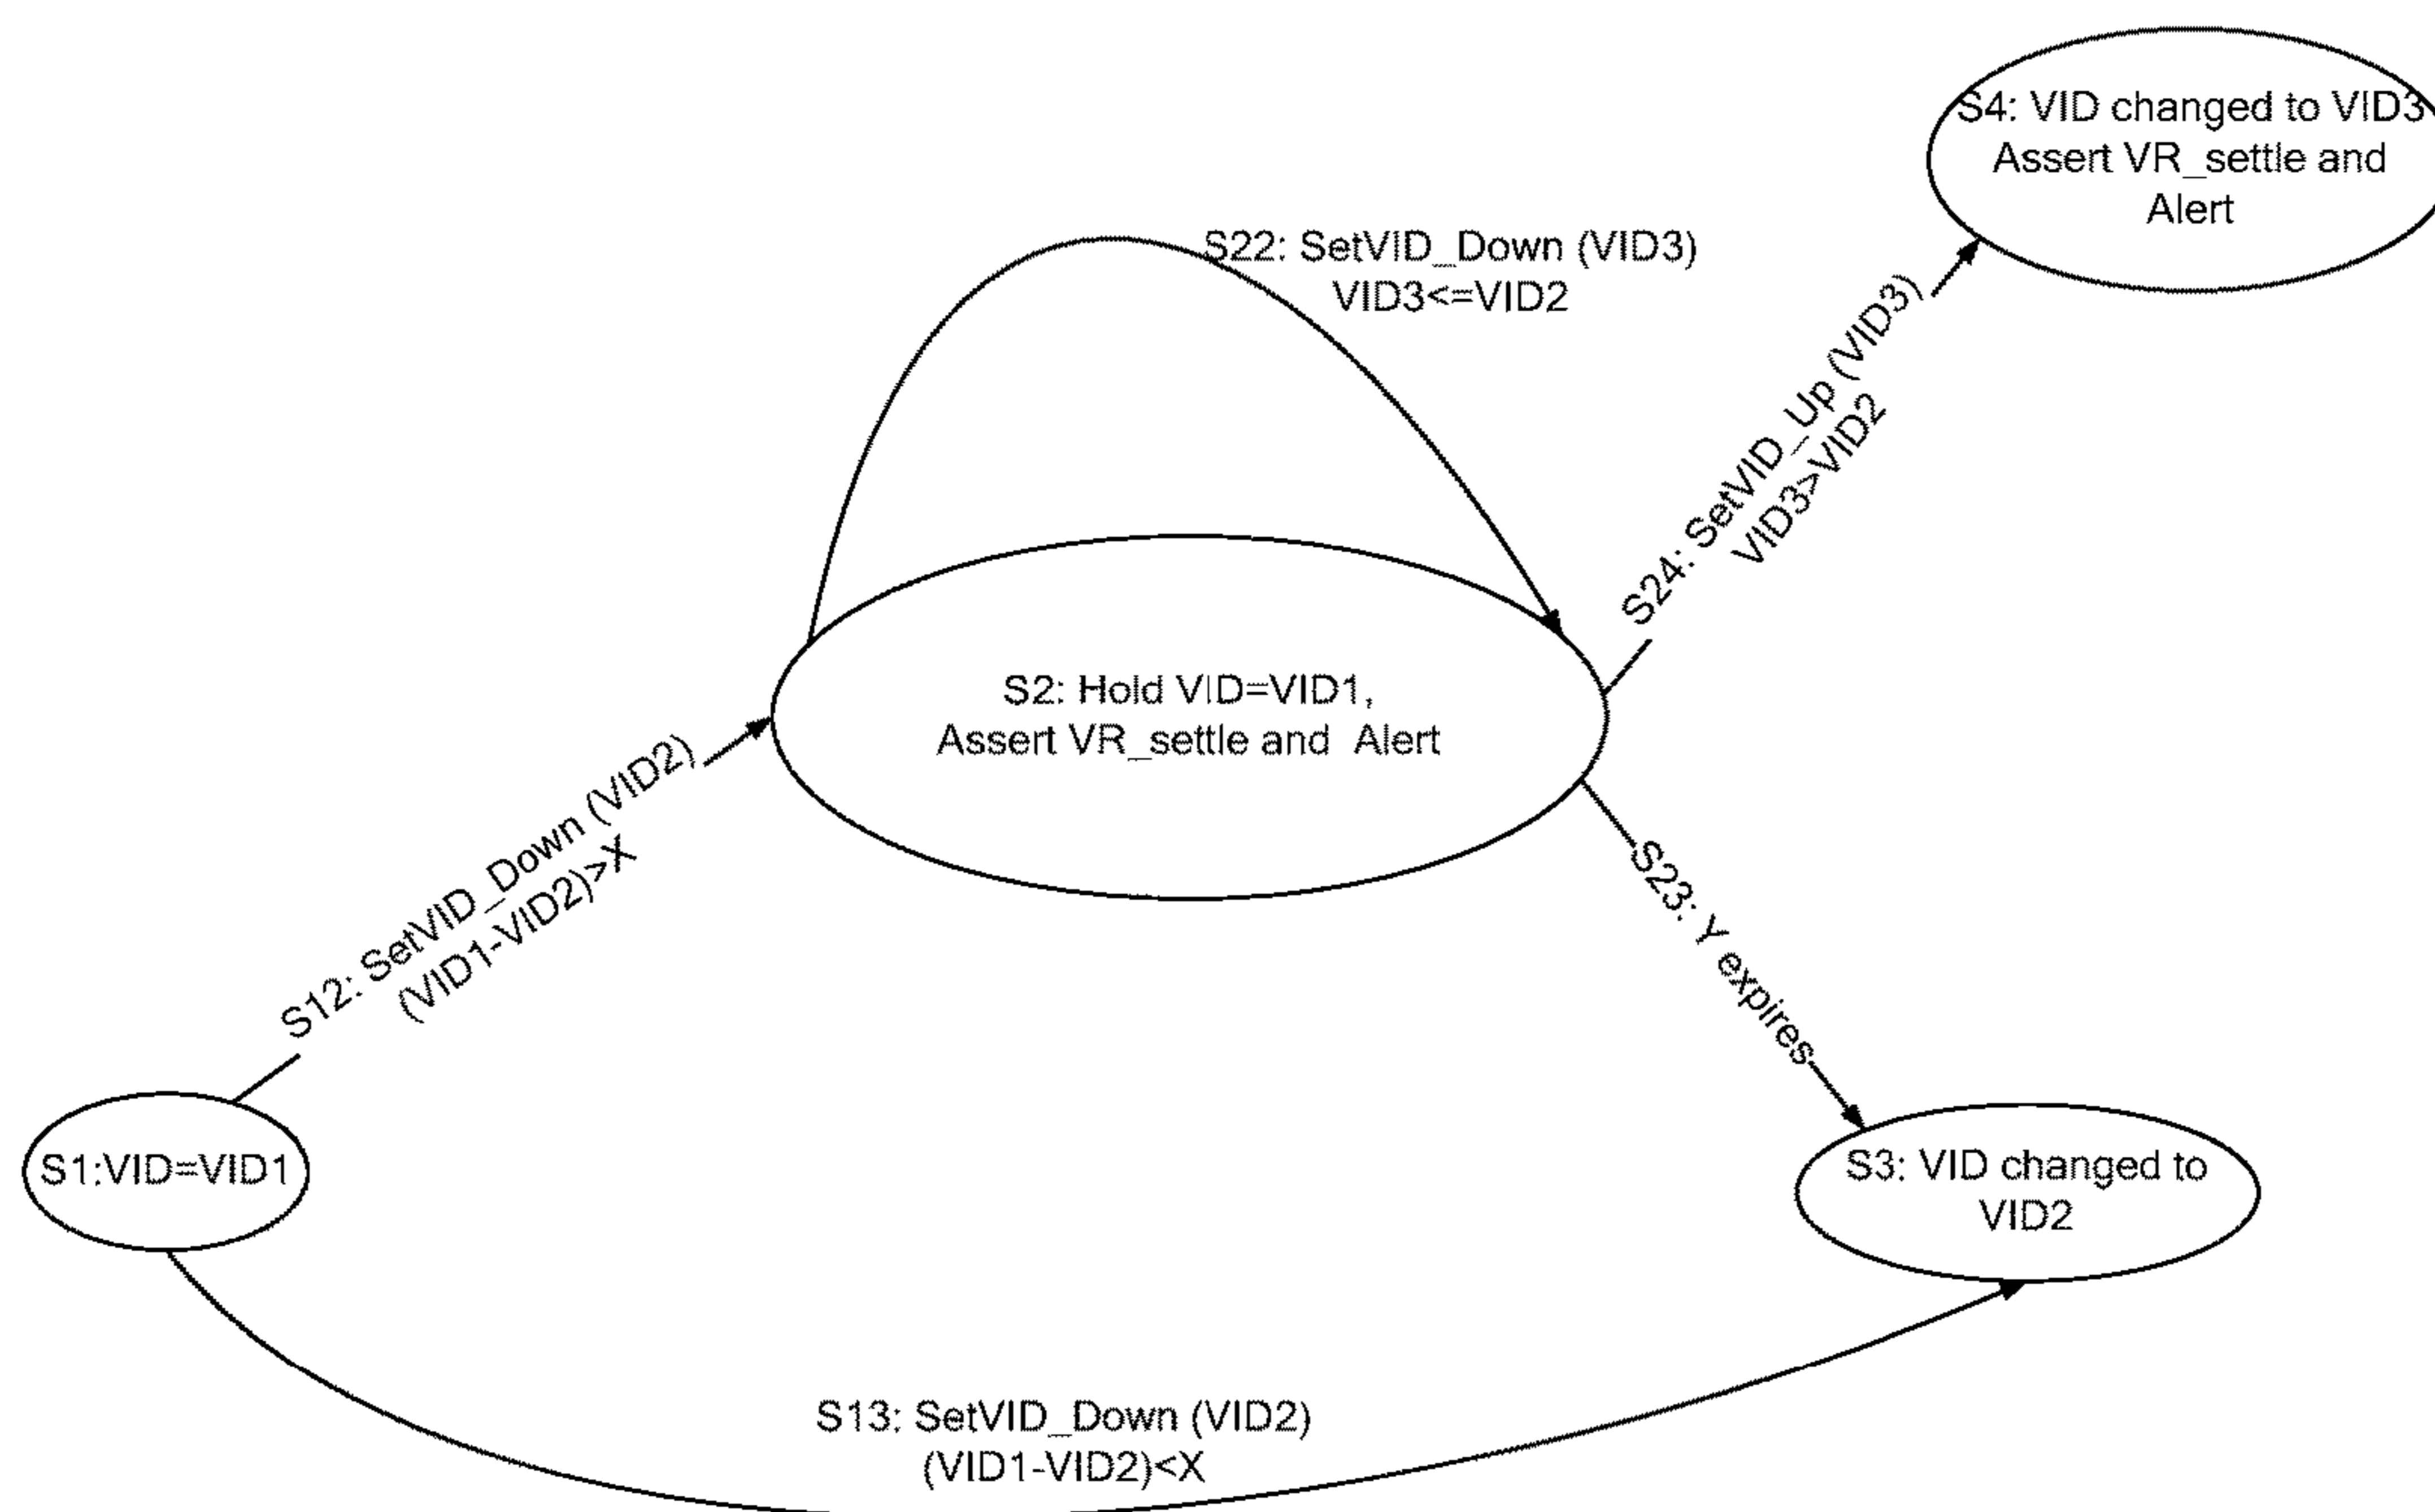 S4: VID changed to VID3
Assert VR_settle and
Alert
S22: SetVID_Down (VID3)
VID3<=VID2
S24: SetVID_Up (VID3)
VID3>VID2
S2: Hold VID=VID1,
Assert VR_settle and Alert
S12: SetVID_Down (VID2)
(VID1-VID2)>X
S23: Y expires
S1:VID=VID1
S3: VID changed to
VID2
S13: SetVID_Down (VID2)
(VID1-VID2)<X